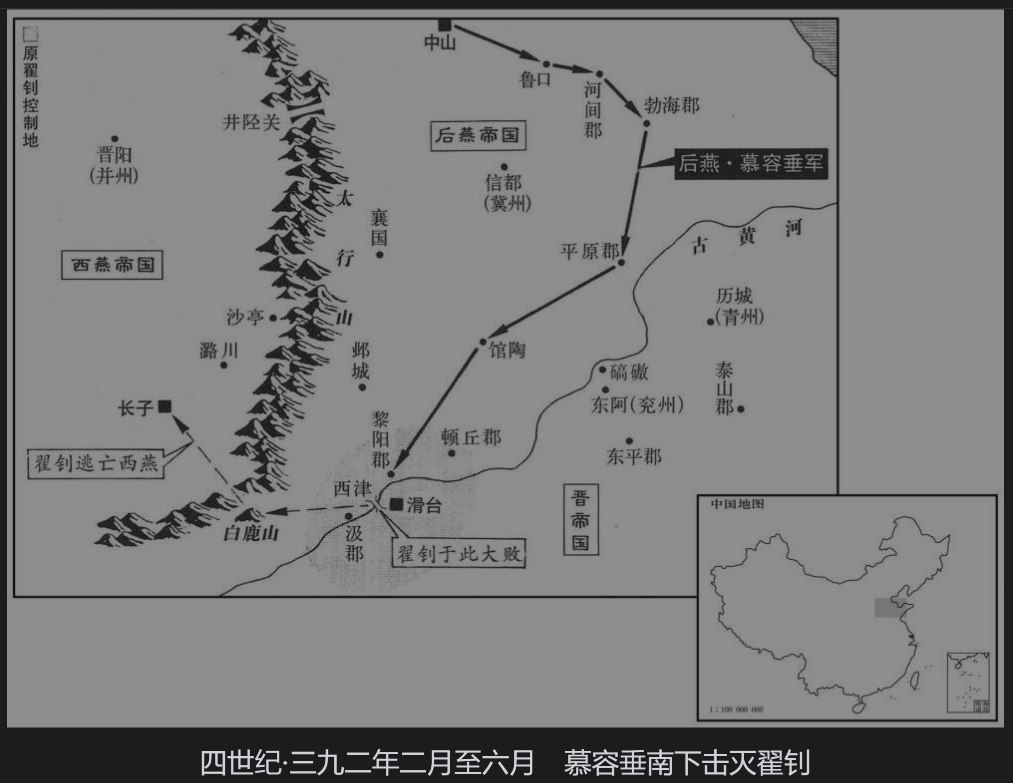 原翟钊控制地
中山
鲁口
河间郡
勃海郡
井陉关
后燕帝国
晋阳
(并州)
信都
(冀州)
后燕·慕容垂军
太行山
襄国
古黄河
平原郡
西燕帝国
历城
(青州)
沙亭
潞川
邺城
馆陶
碻磝
泰山郡
东阿(兖州)
长子
黎阳郡
顿丘郡
东平郡
翟钊逃亡西燕
西津
滑台
晋帝国
白鹿山
汲郡
翟钊于此大败
中国地图
1：100 000 000
四世纪·三九二年二月至六月 慕容垂南下击灭翟钊